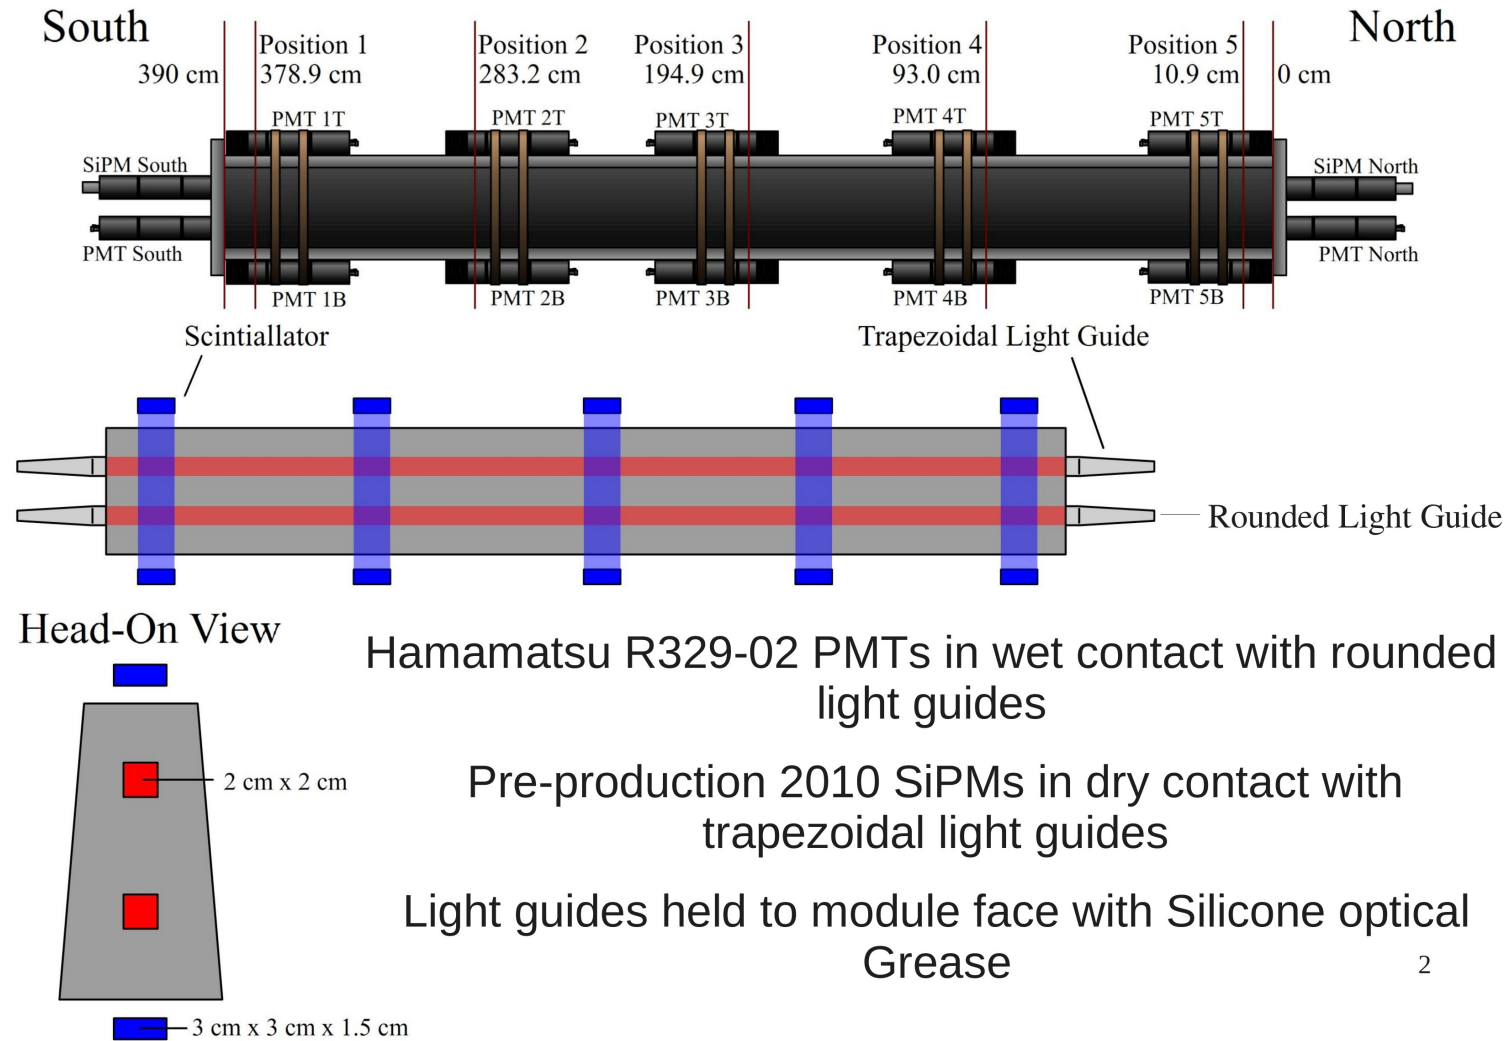 South
North
Position 1
Position 2
Position 3
Position 4
Position 5
390 cm
378.9 cm
283.2 cm
194.9 cm
93.0 cm
10.9 cm
0 cm
PMT 1T
PMT 2T
PMT 3T
PMT 4T
PMT 5T
SiPM South
SiPM North
PMT South
PMT North
PMT 1B
PMT 2B
PMT 3B
PMT 4B
PMT 5B
Scintiallator
Trapezoidal Light Guide
Rounded Light Guide
Head-On View
2 cm x 2 cm
3 cm x 3 cm x 1.5 cm
Hamamatsu R329-02 PMTs in wet contact with rounded
light guides
Pre-production 2010 SiPMs in dry contact with
trapezoidal light guides
Light guides held to module face with Silicone optical
Grease
2